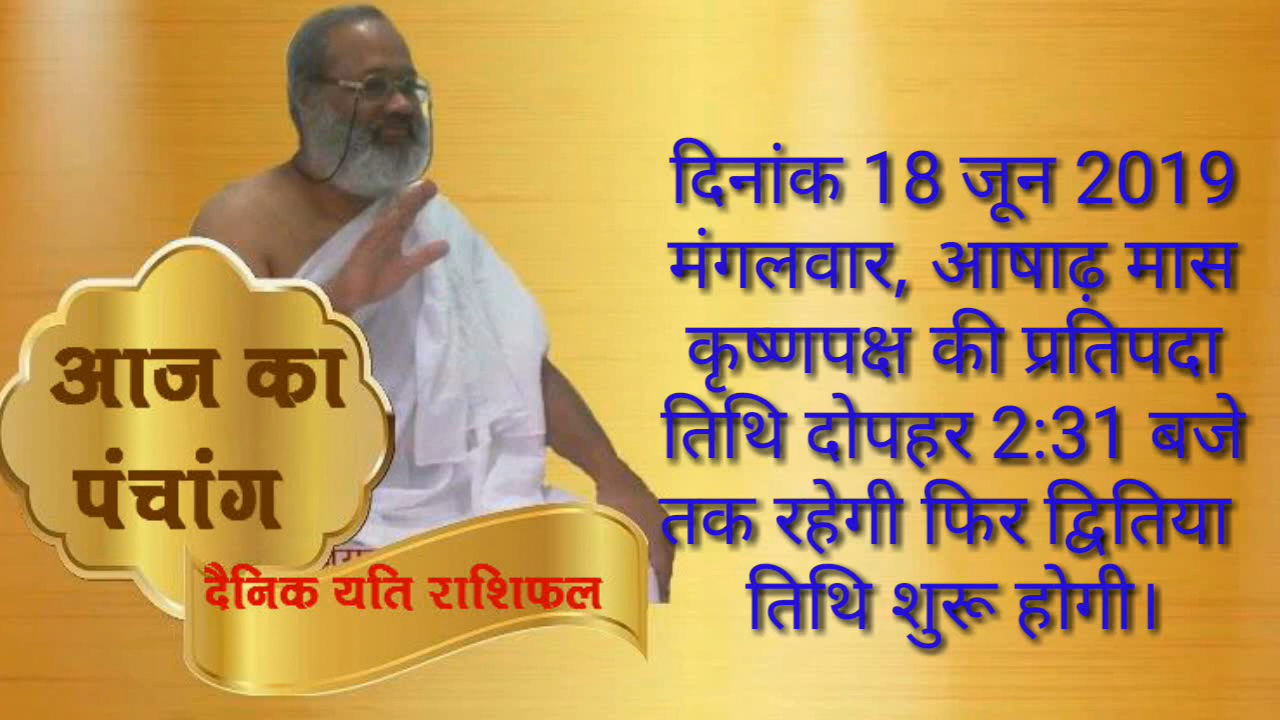 आज का
पंचांग
दैनिक यति राशिफल
दिनांक 18 जून 2019
मंगलवार, आषाढ़ मास
कृष्णपक्ष की प्रतिपदा
तिथि दोपहर 2:31 बजे
तक रहेगी फिर द्वितिया
तिथि शुरू होगी।